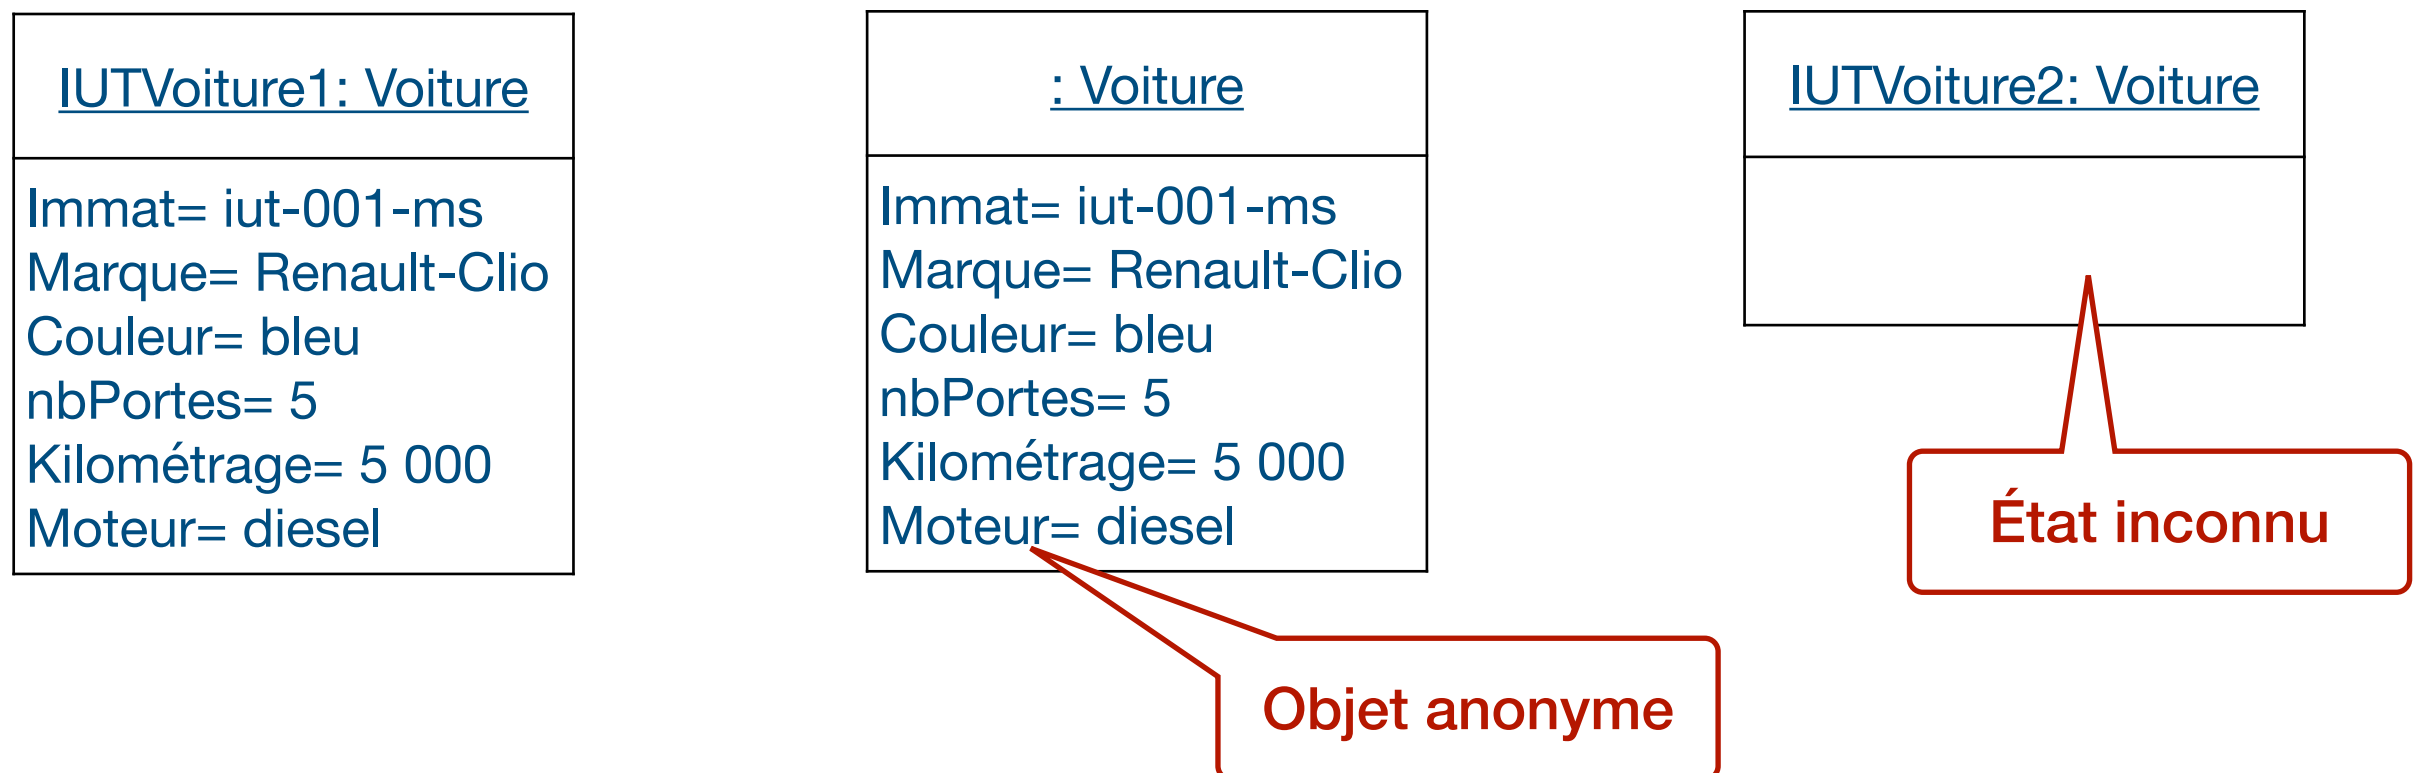 IUTVoiture1: Voiture
Immat= iut-001-ms
Marque= Renault-Clio
Couleur= bleu
nbPortes= 5
Kilométrage= 5 000
Moteur= diesel
: Voiture
Immat= iut-001-ms
Marque= Renault-Clio
Couleur= bleu
nbPortes= 5
Kilométrage= 5 000
Moteur= diesel
Objet anonyme
IUTVoiture2: Voiture
État inconnu